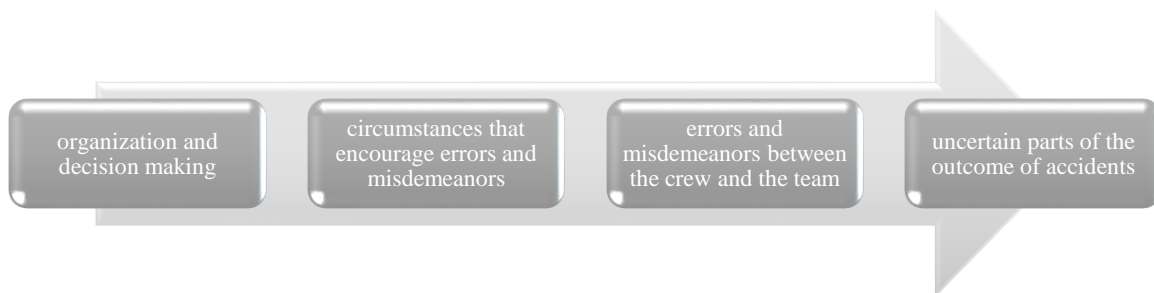 organization and
decision making
circumstances that
encourage errors and
misdemeanors
errors and
misdemeanors between
the crew and the team
uncertain parts of the
outcome of accidents